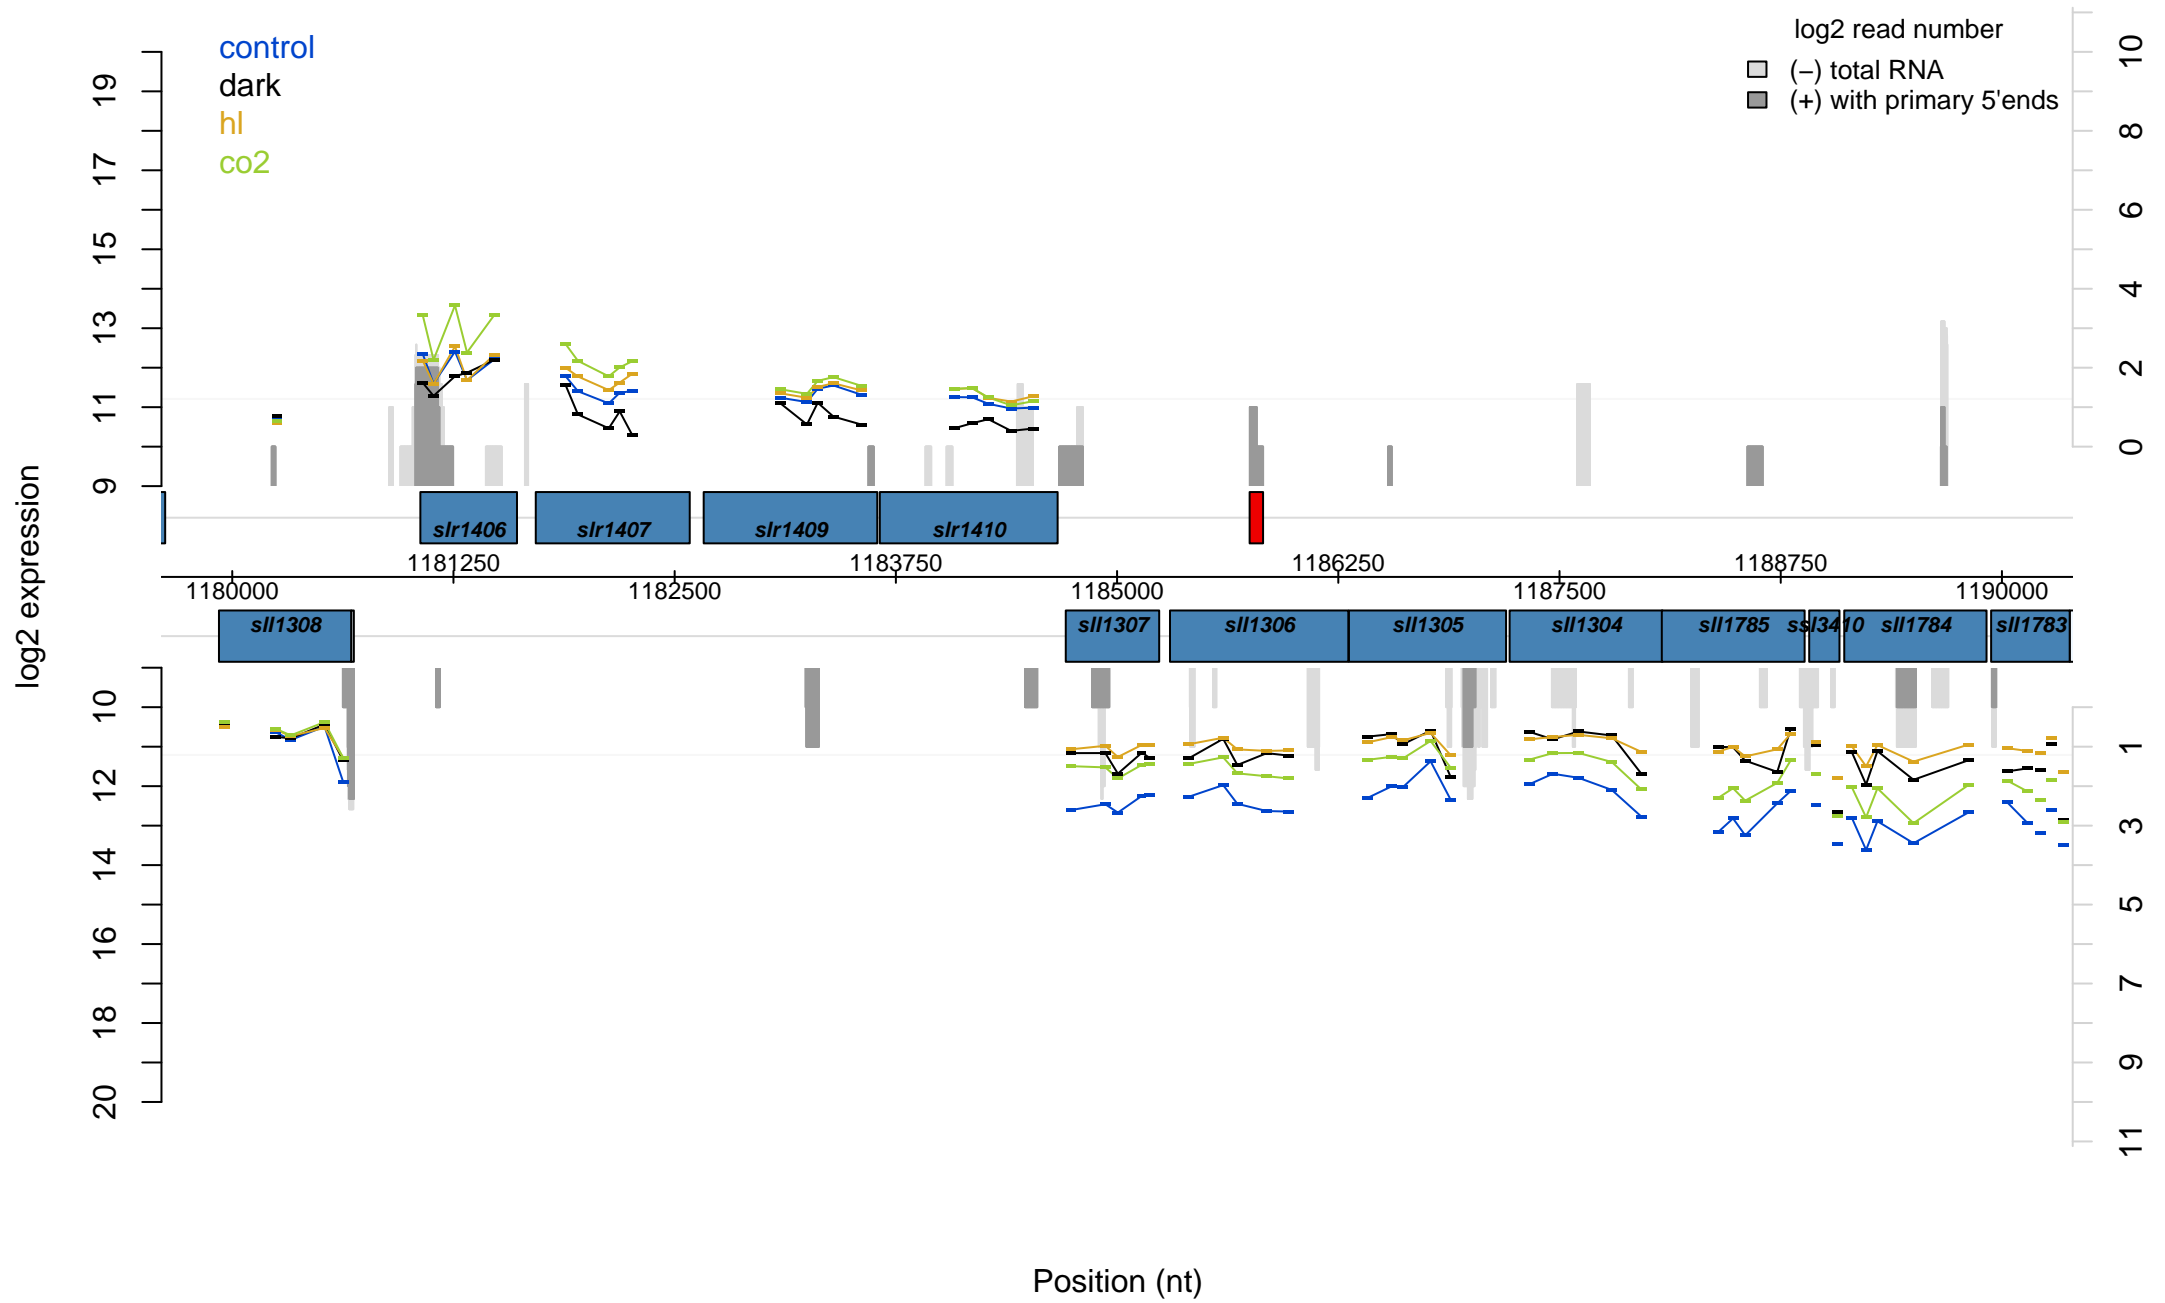 control
dark
hl
co2
log2 read number
(−) total RNA
(+) with primary 5'ends
19
17
15
13
11
9
10
8
6
4
2
0
log2 expression
slr1406
slr1407
slr1409
slr1410
1181250
1183750
1186250
1188750
1180000
1182500
1185000
1187500
1190000
sll1308
sll1307
sll1306
sll1305
sll1304
sll1785
ssl3410
sll1784
sll1783
10
12
14
16
18
20
1
3
5
7
9
11
Position (nt)